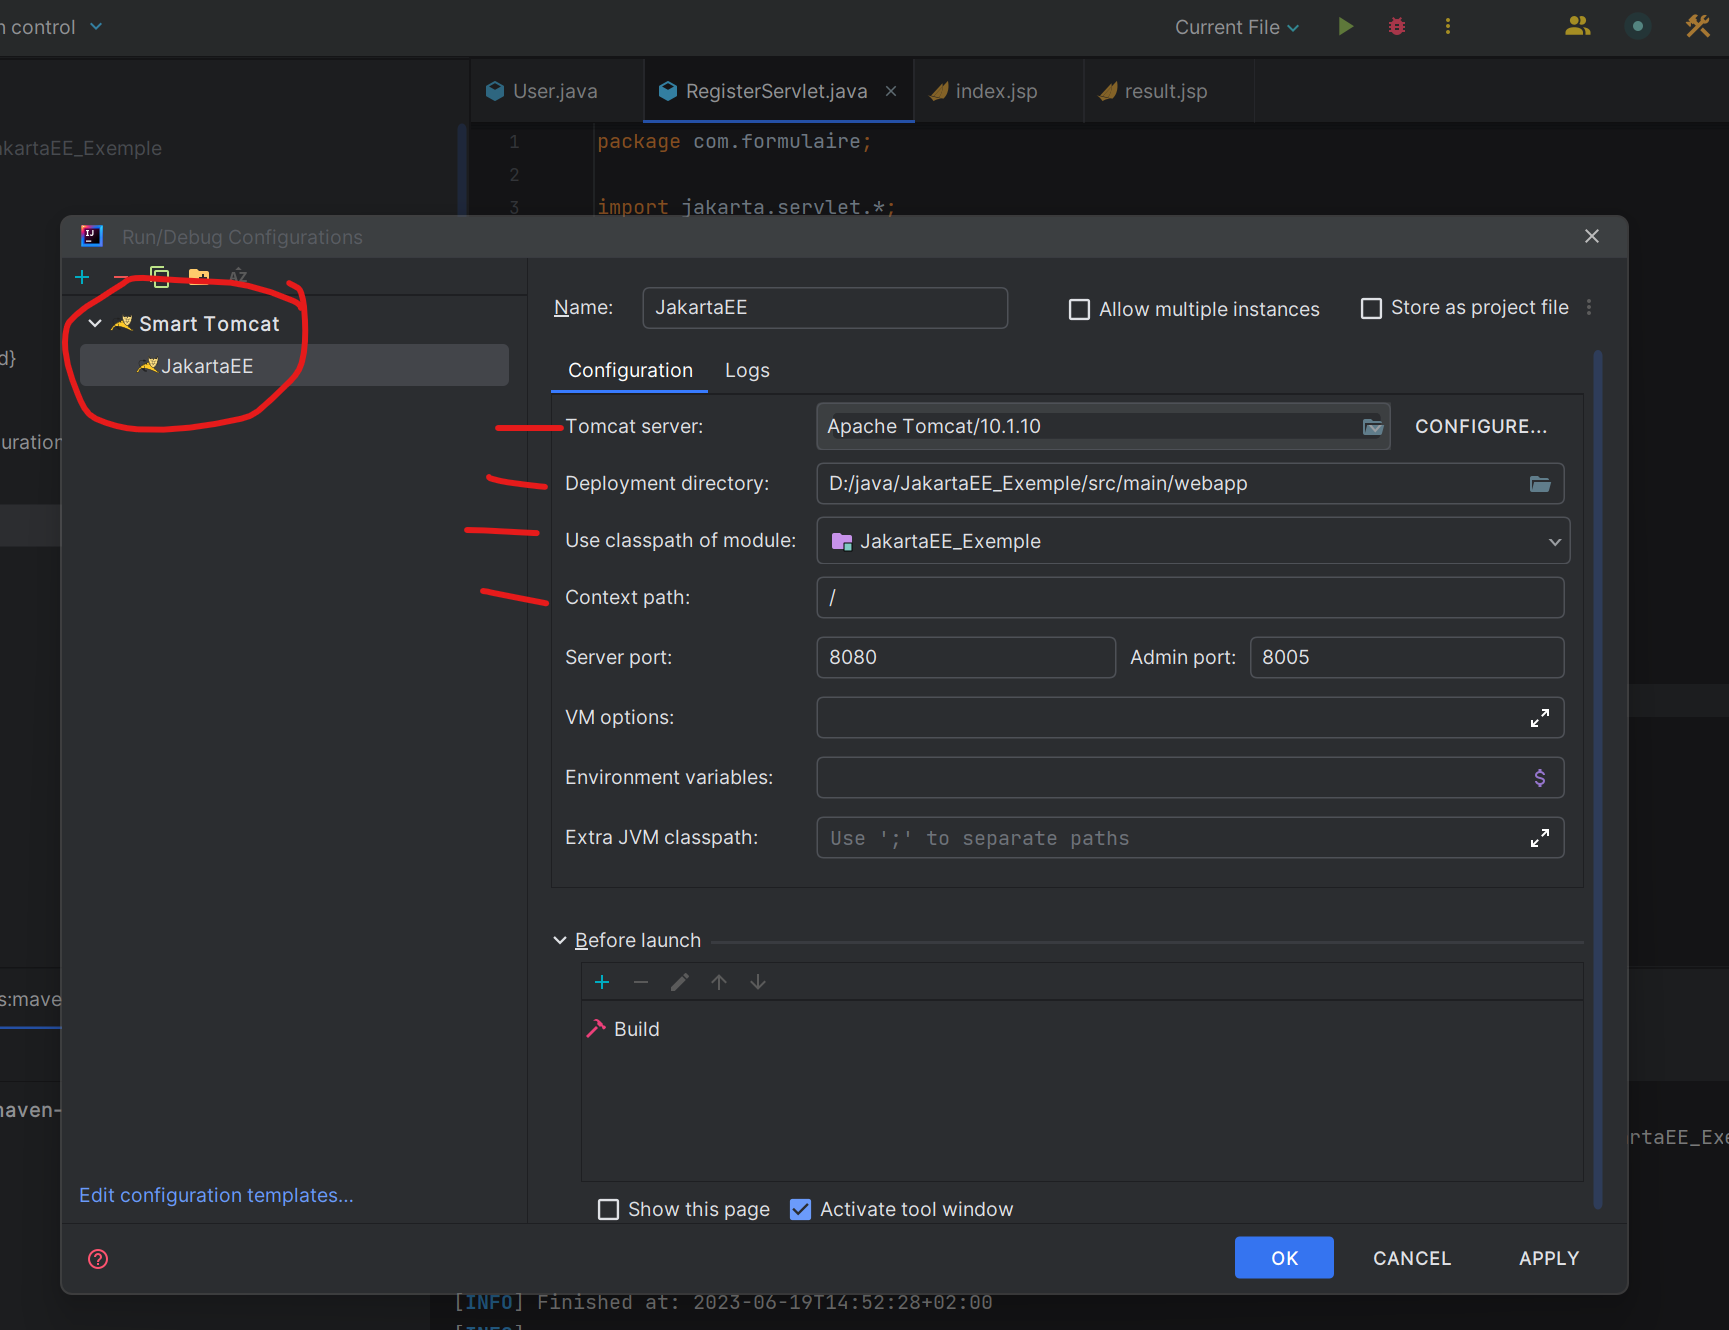 n control
Current File
User.java
RegisterServlet.java
index.jsp
result.jsp
akartaEE_Exemple
1 package com.formulaire;
2
3 import jakarta.servlet.*;
Run/Debug Configurations
Smart Tomcat
JakartaEE
Name: JakartaEE
Allow multiple instances
Store as project file
Configuration Logs
Tomcat server: Apache Tomcat/10.1.10 CONFIGURE...
Deployment directory: D:/java/JakartaEE_Exemple/src/main/webapp
Use classpath of module: JakartaEE_Exemple
Context path: /
Server port: 8080 Admin port: 8005
VM options:
Environment variables: $
Extra JVM classpath: Use ';' to separate paths
Before launch
Build
Show this page Activate tool window
Edit configuration templates...
OK CANCEL APPLY
d}
uration
s:mave
maven-
rtaEE_Exe
[INFO] Finished at: 2023-06-19T14:52:28+02:00
[INFO]